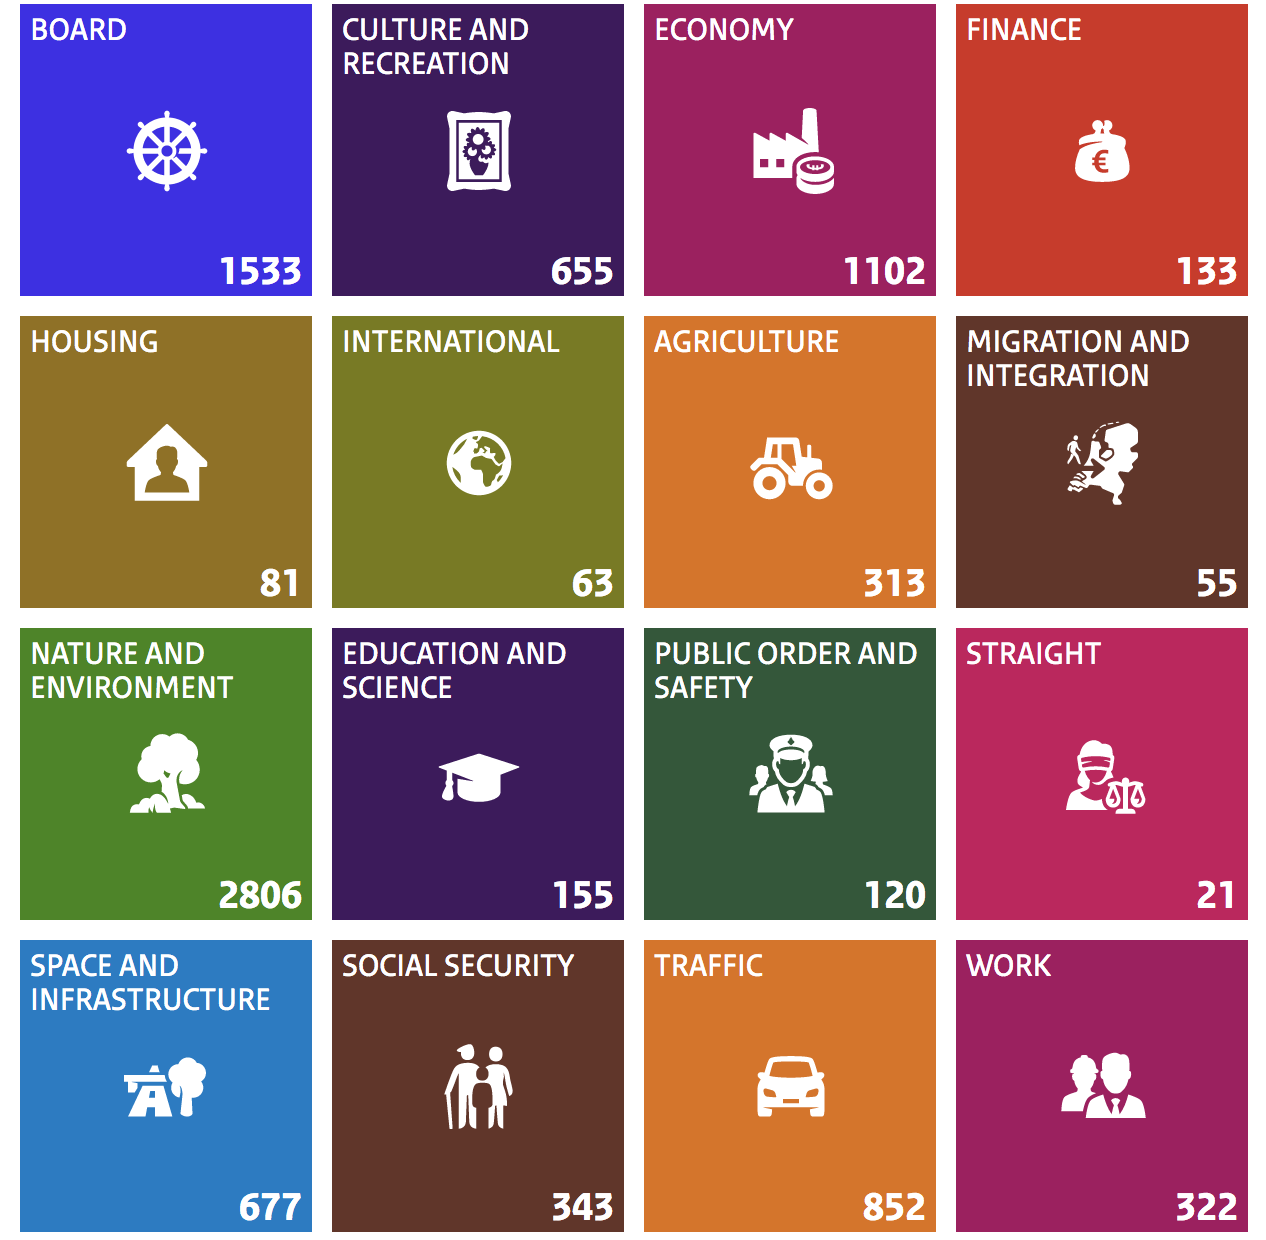 BOARD
1533
CULTURE AND
RECREATION
655
ECONOMY
1102
FINANCE
€
133
HOUSING
81
INTERNATIONAL
63
AGRICULTURE
313
MIGRATION AND
INTEGRATION
55
NATURE AND
ENVIRONMENT
2806
EDUCATION AND
SCIENCE
155
PUBLIC ORDER AND
SAFETY
120
STRAIGHT
21
SPACE AND
INFRASTRUCTURE
677
SOCIAL SECURITY
343
TRAFFIC
852
WORK
322